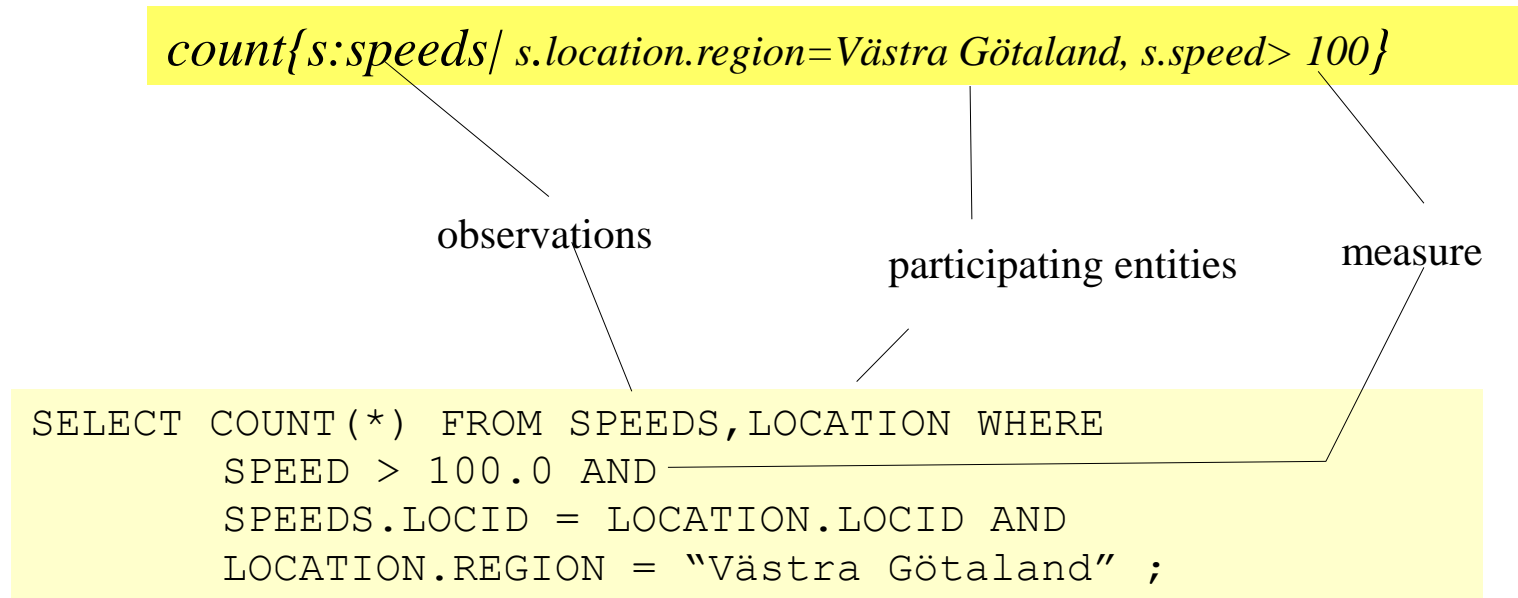 count{s:speeds| s.location.region=Västra Götaland, s.speed> 100}
observations
participating entities
measure
SELECT COUNT(*) FROM SPEEDS,LOCATION WHERE
SPEED > 100.0 AND
SPEEDS.LOCID = LOCATION.LOCID AND
LOCATION.REGION = “Västra Götaland” ;